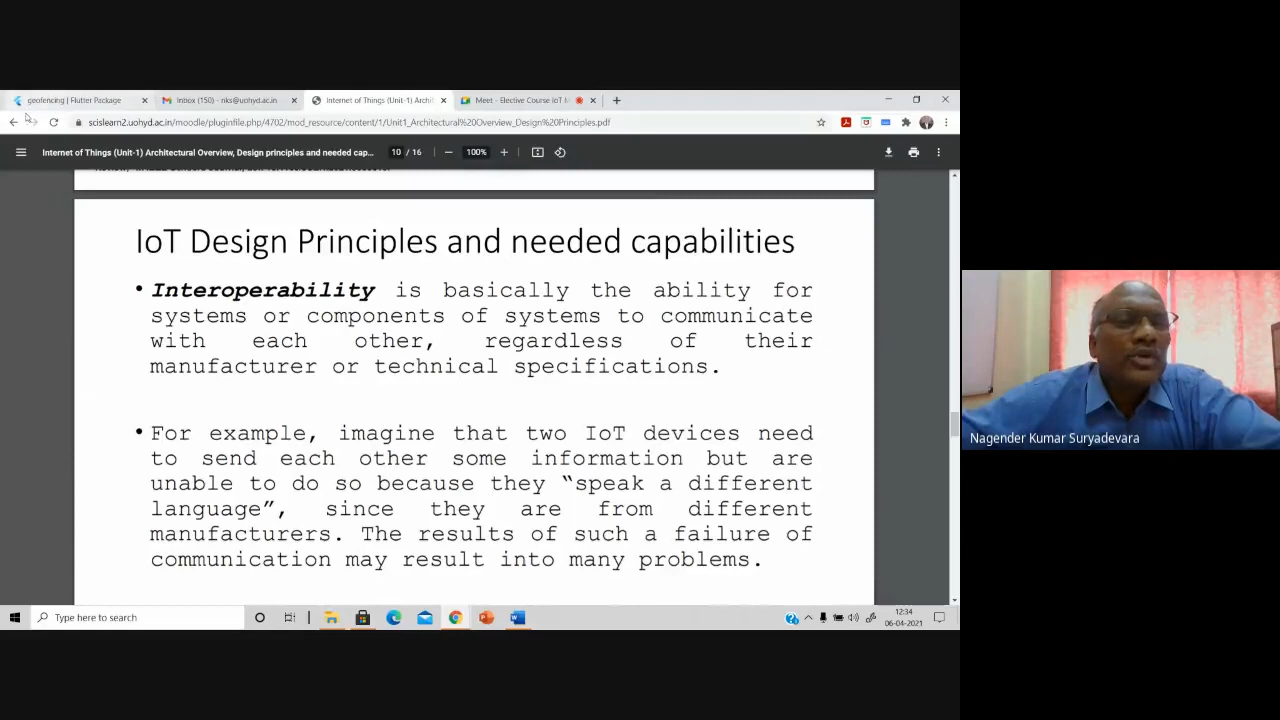 geofencing | Flutter Package
Inbox (150) - nks@uohyd.ac.in
Internet of Things (Unit-1) Archit
Meet - Elective Course IoT M
scislearn2.uohyd.ac.in/moodle/pluginfile.php/4702/mod_resource/content/1/Unit1_Architectural%20Overview_Design%20Principles.pdf
Internet of Things (Unit-1) Architectural Overview, Design principles and needed cap...
10 / 16
100%
IoT Design Principles and needed capabilities
• Interoperability is basically the ability for
systems or components of systems to communicate
with each other, regardless of their
manufacturer or technical specifications.
• For example, imagine that two IoT devices need
to send each other some information but are
unable to do so because they “speak a different
language”, since they are from different
manufacturers. The results of such a failure of
communication may result into many problems.
Nagender Kumar Suryadevara
Type here to search
12:34
06-04-2021